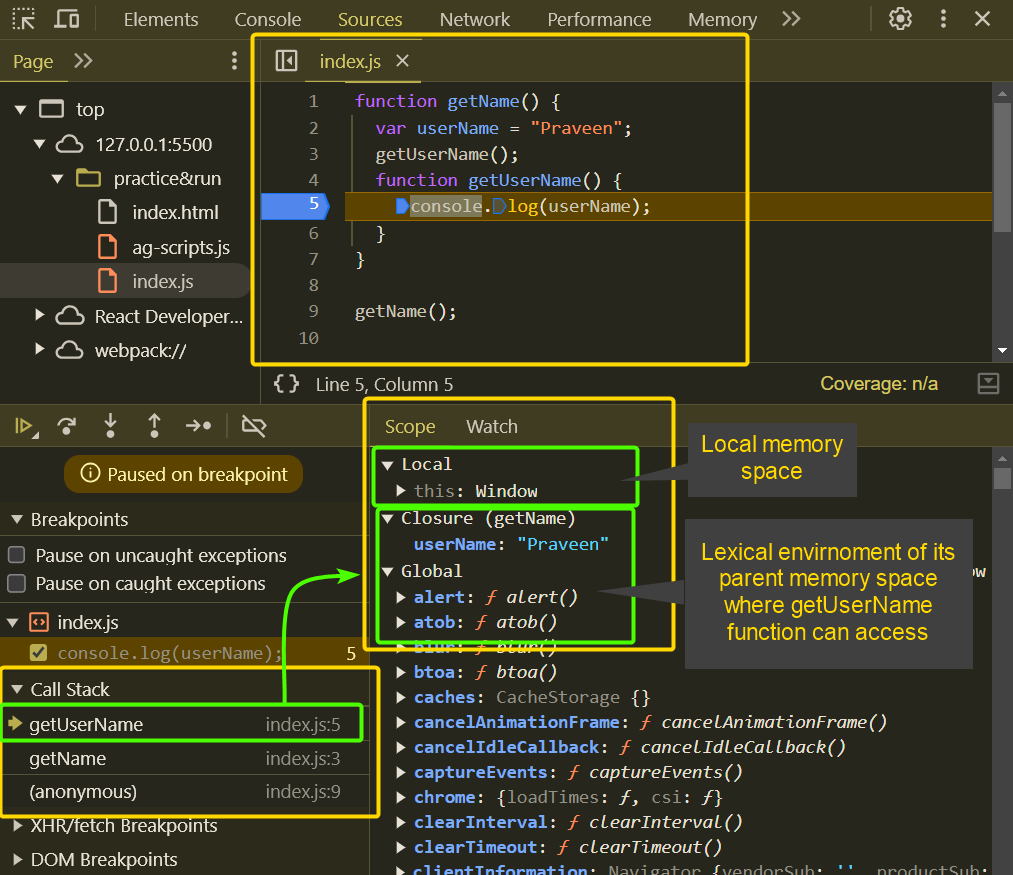 Elements Console Sources Network Performance Memory
Page
index.js
top
127.0.0.1:5500
practice&run
index.html
ag-scripts.js
index.js
React Developer...
webpack://
1 function getName() {
2 var userName = "Praveen";
3 getUserName();
4 function getUserName() {
5 console.log(userName);
6 }
7 }
8
9 getName();
10
{} Line 5, Column 5 Coverage: n/a
Paused on breakpoint
Breakpoints
Pause on uncaught exceptions
Pause on caught exceptions
index.js
console.log(userName); 5
Call Stack
getUserName index.js:5
getName index.js:3
(anonymous) index.js:9
XHR/fetch Breakpoints
DOM Breakpoints
Scope Watch
Local
this: Window
Closure (getName)
userName: "Praveen"
Global
alert: ƒ alert()
atob: ƒ atob()
blur: ƒ blur()
btoa: ƒ btoa()
caches: CacheStorage {}
cancelAnimationFrame: ƒ cancelAnimationFrame()
cancelIdleCallback: ƒ cancelIdleCallback()
captureEvents: ƒ captureEvents()
chrome: {loadTimes: ƒ, csi: ƒ}
clearInterval: ƒ clearInterval()
clearTimeout: ƒ clearTimeout()
clientInformation: Navigator {vendorSub: '', productSub:
Local memory
space
Lexical envirnoment of its
parent memory space
where getUserName
function can access